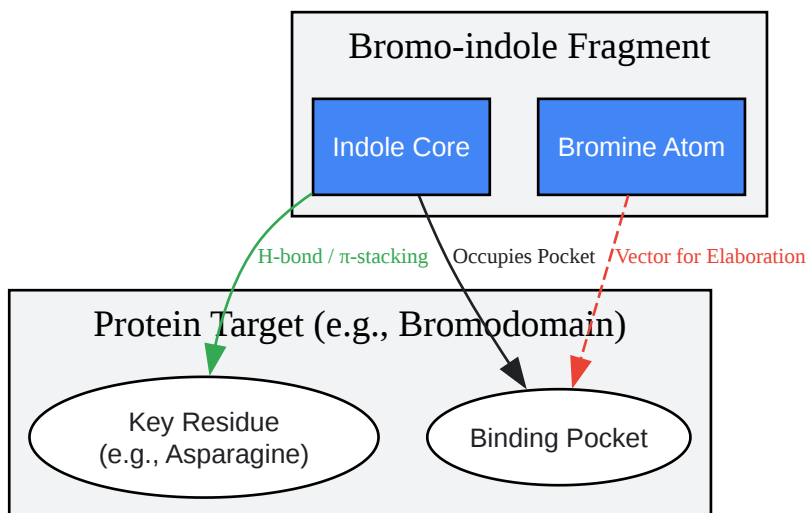 Bromo-indole Fragment
Indole Core
Bromine Atom
H-bond / π-stacking
Occupies Pocket
Vector for Elaboration
Protein Target (e.g., Bromodomain)
Key Residue
(e.g., Asparagine)
Binding Pocket